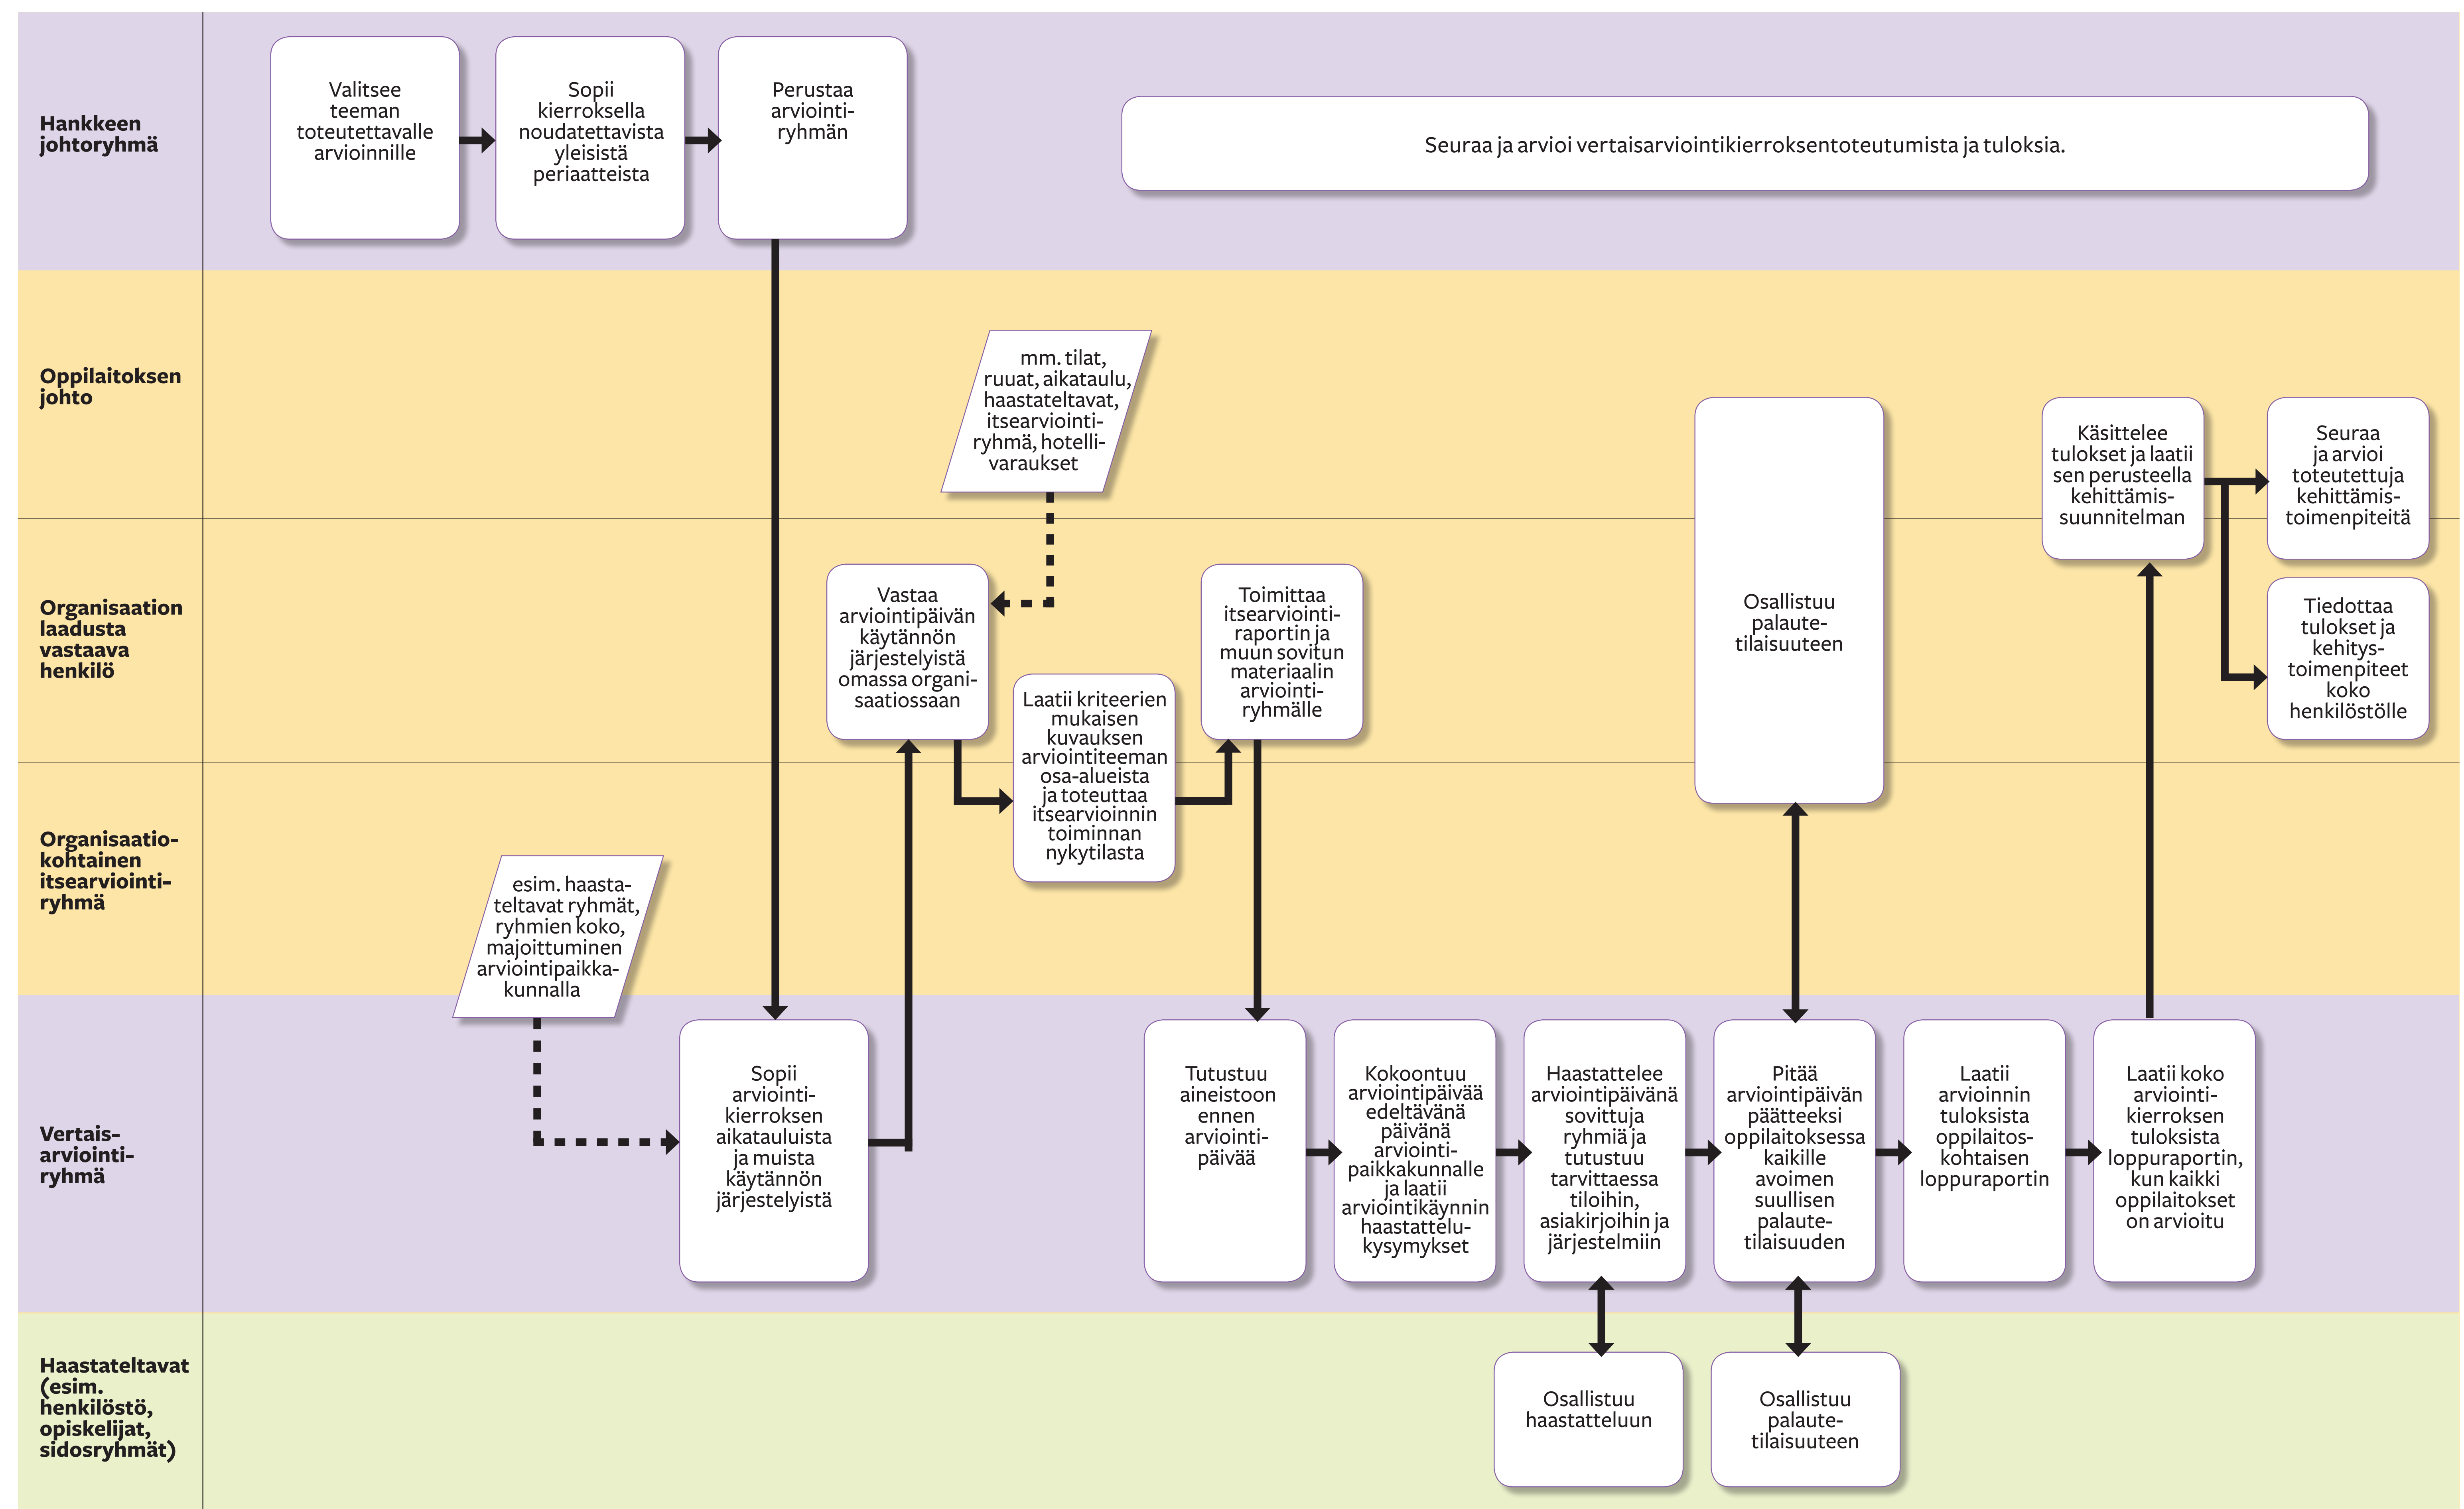 Hankkeen
johtoryhmä
Valitsee
teeman
toteutettavalle
arvioinnille
Sopii
kierroksella
noudatettavista
yleisistä
periaatteista
Perustaa
arviointi-
ryhmän
Seuraa ja arvioi vertaisarviointikierroksentoteutumista ja tuloksia.
Oppilaitoksen
johto
mm. tilat,
ruuat, aikataulu,
haastateltavat,
itsearviointi-
ryhmä, hotelli-
varaukset
Käsittelee
tulokset ja laatii
sen perusteella
kehittämis-
suunnitelman
Seuraa
ja arvioi
toteutettuja
kehittämis-
toimenpiteitä
Organisaation
laadusta
vastaava
henkilö
Vastaa
arviointipäivän
käytännön
järjestelyistä
omassa organi-
saatiossaan
Laatii kriteerien
mukaisen
kuvauksen
arviointiteeman
osa-alueista
ja toteuttaa
itsearvioinnin
toiminnan
nykytilasta
Toimittaa
itsearviointi-
raportin ja
muun sovitun
materiaalin
arviointi-
ryhmälle
Osallistuu
palaute-
tilaisuuteen
Tiedottaa
tulokset ja
kehitys-
toimenpiteet
koko
henkilöstölle
Organisaatio-
kohtainen
itsearviointi-
ryhmä
esim. haasta-
teltavat ryhmät,
ryhmien koko,
majoittuminen
arviointipaikka-
kunnalla
Vertais-
arviointi-
ryhmä
Sopii
arviointi-
kierroksen
aikatauluista
ja muista
käytännön
järjestelyistä
Tutustuu
aineistoon
ennen
arviointi-
päivää
Kokoontuu
arviointipäivää
edeltävänä
päivänä
arviointi-
paikkakunnalle
ja laatii
arviointikäynnin
haastattelu-
kysymykset
Haastattelee
arviointipäivänä
sovittuja
ryhmiä ja
tutustuu
tarvittaessa
tiloihin,
asiakirjoihin ja
järjestelmiin
Pitää
arviointipäivän
päätteeksi
oppilaitoksessa
kaikille
avoimen
suullisen
palaute-
tilaisuuden
Laatii
arvioinnin
tuloksista
oppilaitos-
kohtaisen
loppuraportin
Laatii koko
arviointi-
kierroksen
tuloksista
loppuraportin,
kun kaikki
oppilaitokset
on arvioitu
Haastateltavat
(esim.
henkilöstö,
opiskelijat,
sidosryhmät)
Osallistuu
haastatteluun
Osallistuu
palaute-
tilaisuuteen